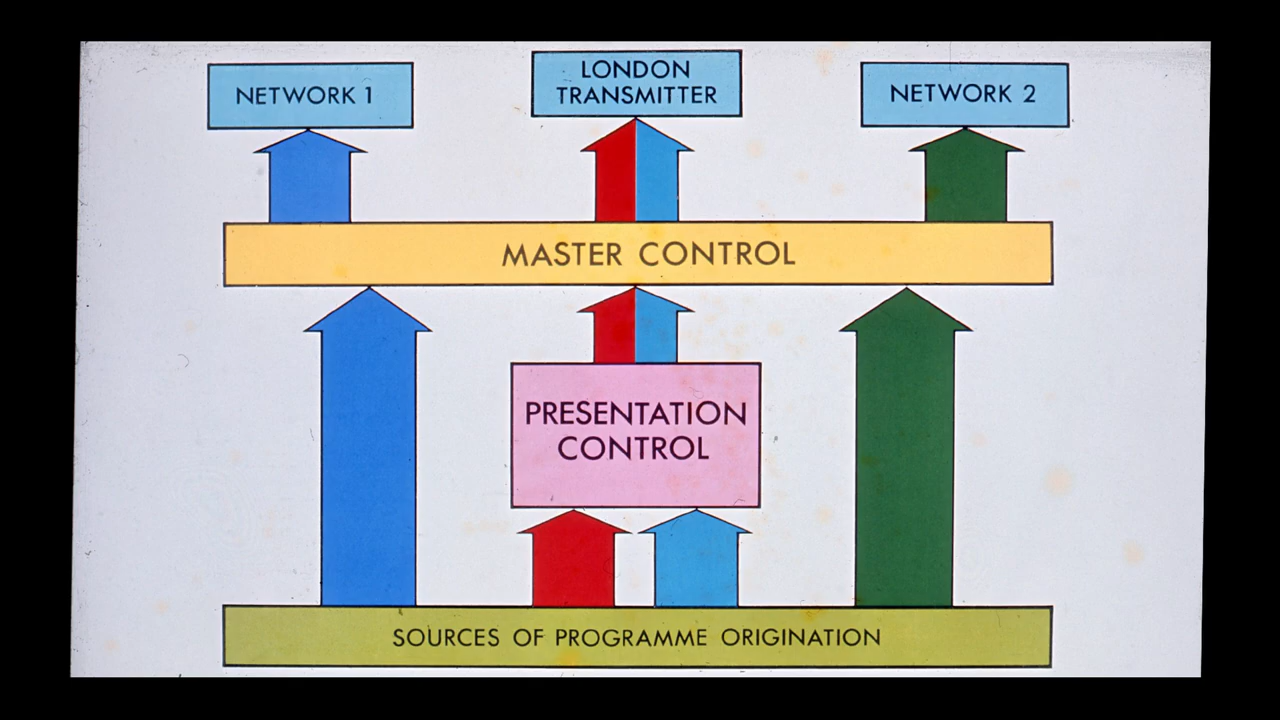 NETWORK 1
LONDON
TRANSMITTER
NETWORK 2
MASTER CONTROL
PRESENTATION
CONTROL
SOURCES OF PROGRAMME ORIGINATION